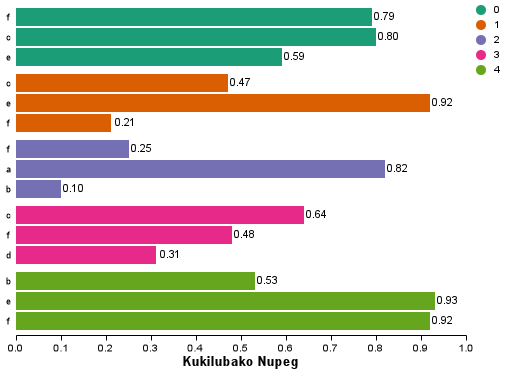 f 0.79 0
c 0.80 1
e 0.59 2
3
4
c 0.47
e 0.92
f 0.21
f 0.25
a 0.82
b 0.10
c 0.64
f 0.48
d 0.31
b 0.53
e 0.93
f 0.92
0.0 0.1 0.2 0.3 0.4 0.5 0.6 0.7 0.8 0.9 1.0
Kukilubako Nupeg